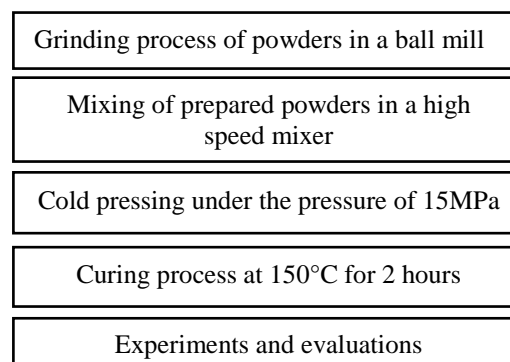 Grinding process of powders in a ball mill
Mixing of prepared powders in a high
speed mixer
Cold pressing under the pressure of 15MPa
Curing process at 150°C for 2 hours
Experiments and evaluations